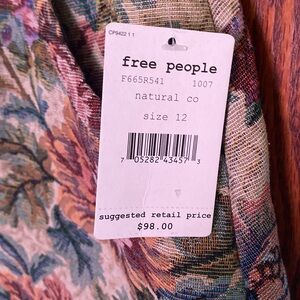 CP9422 1 1
free people
F665R541 1007
natural co
size 12
7 05282 43457 3
suggested retail price
$98.00